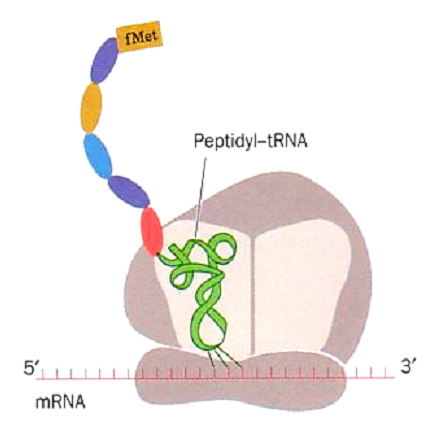 fMet
Peptidyl–tRNA
5′ 3′
mRNA